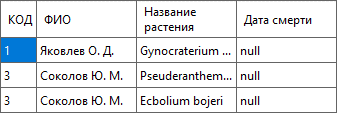 КОД ФИО Название растения Дата смерти
1 Яковлев О. Д. Gynocraterium ... null
3 Соколов Ю. М. Pseuderanthem... null
3 Соколов Ю. М. Ecbolium bojeri null